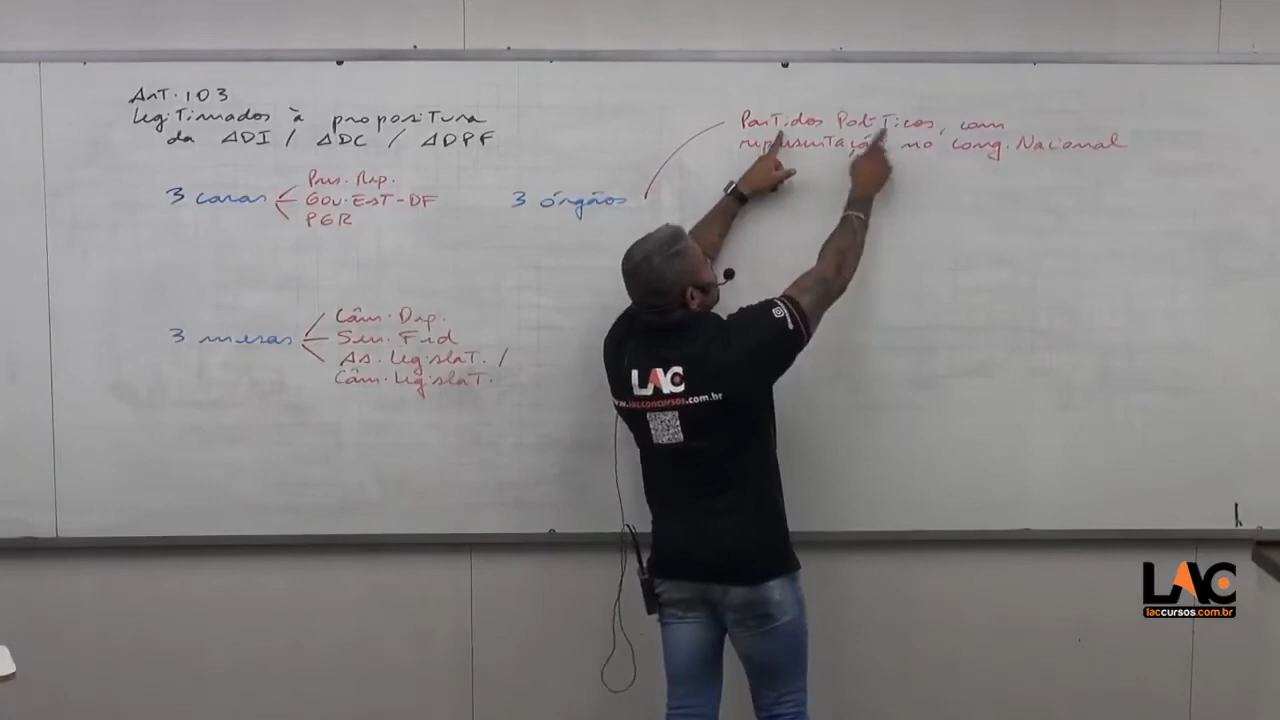 Art. 103
Legitimados à propositura
da ADI / ADC / ADPF
3 caras
Pres. Rep.
Gov. Est - DF
PGR
3 mesas
Câm. Dep.
Sen. Fed
As. Legislat. /
Câm. Legislat.
3 órgãos
Partidos Políticos, com
representação no Cong. Nacional
LAC
www.lacconcursos.com.br
LAC
laccursos.com.br